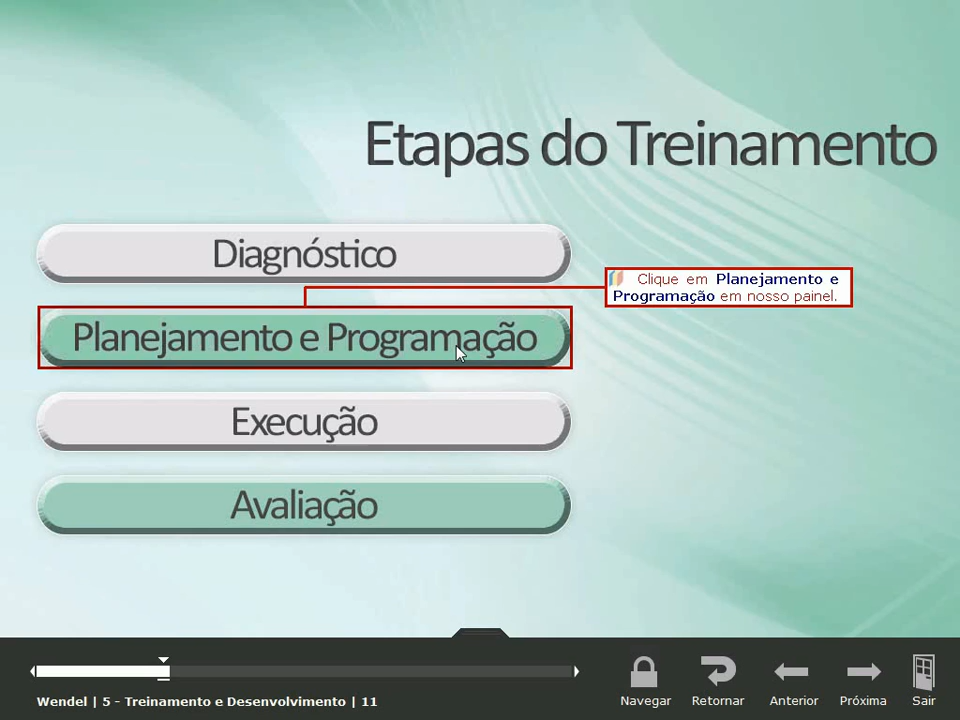 Etapas do Treinamento
Diagnóstico
Clique em Planejamento e
Programação em nosso painel.
Planejamento e Programação
Execução
Avaliação
Wendel | 5 - Treinamento e Desenvolvimento | 11
Navegar
Retornar
Anterior
Próxima
Sair